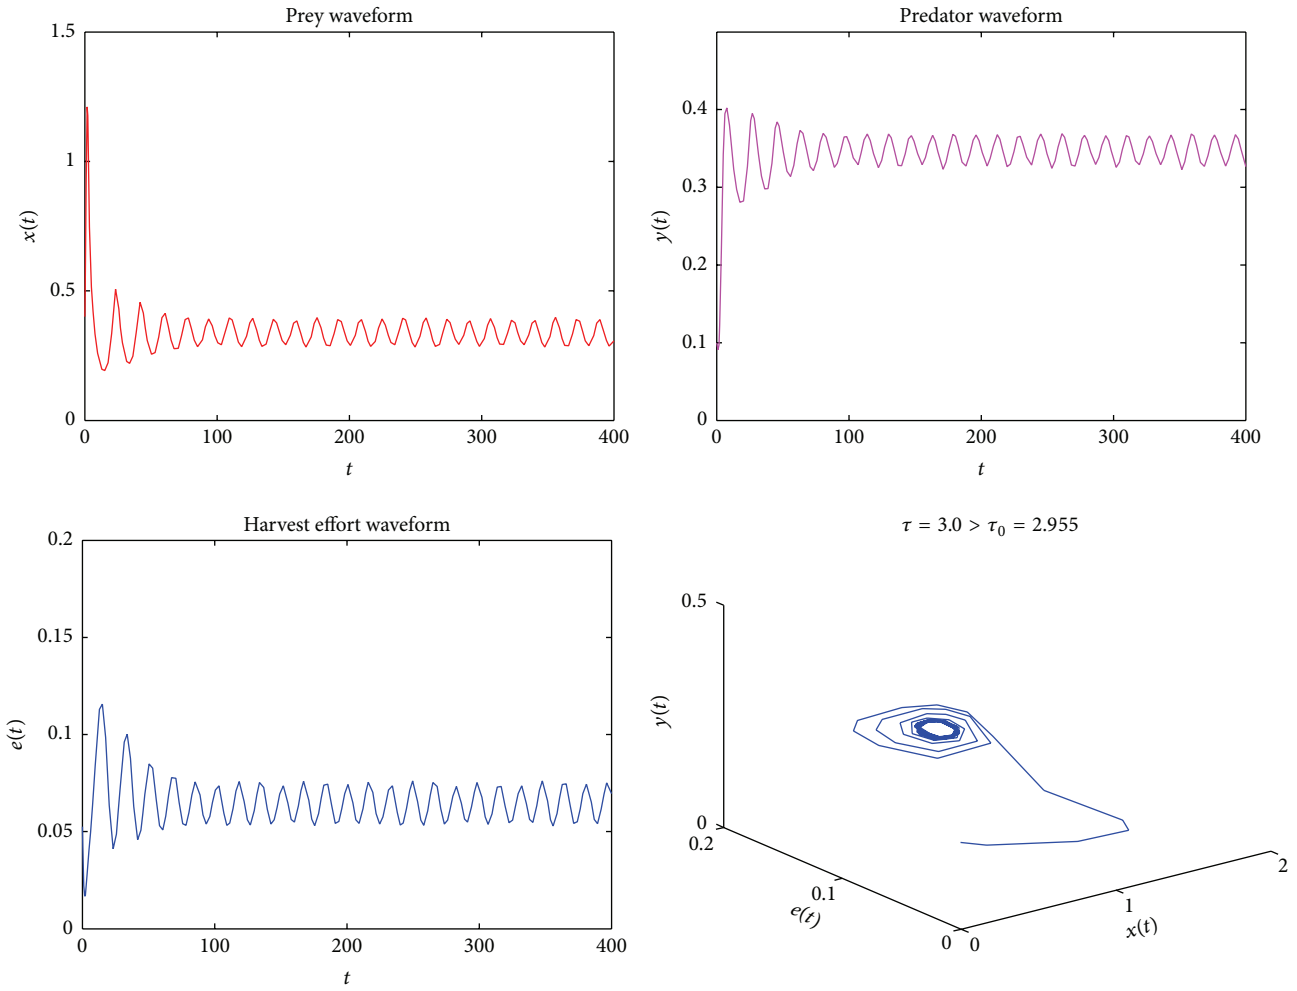 Prey waveform
1.5
1
0.5
0
x(t)
0 100 200 300 400
t
Predator waveform
0.4
0.3
0.2
0.1
0
y(t)
0 100 200 300 400
t
Harvest effort waveform
0.2
0.15
0.1
0.05
0
e(t)
0 100 200 300 400
t
τ = 3.0 > τ₀ = 2.955
0.5
y(t)
0
0.2
0.1
e(t)
0
0
1
x(t)
2